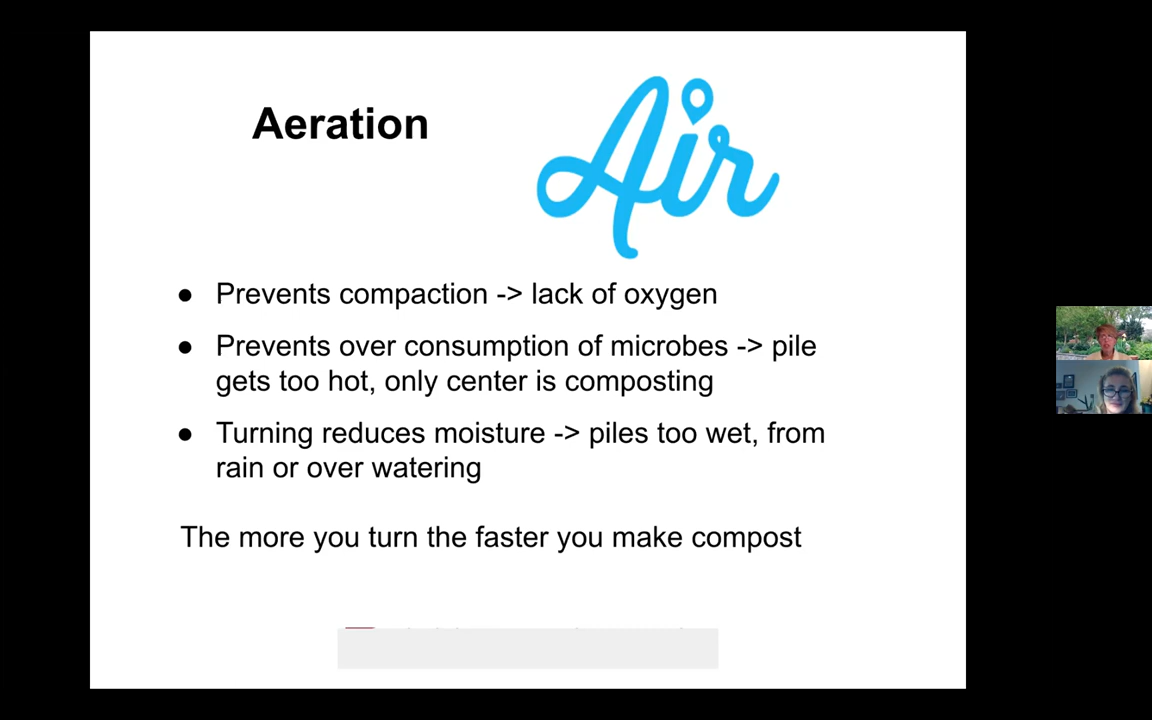 Aeration
Air
● Prevents compaction -> lack of oxygen
● Prevents over consumption of microbes -> pile
gets too hot, only center is composting
● Turning reduces moisture -> piles too wet, from
rain or over watering
The more you turn the faster you make compost